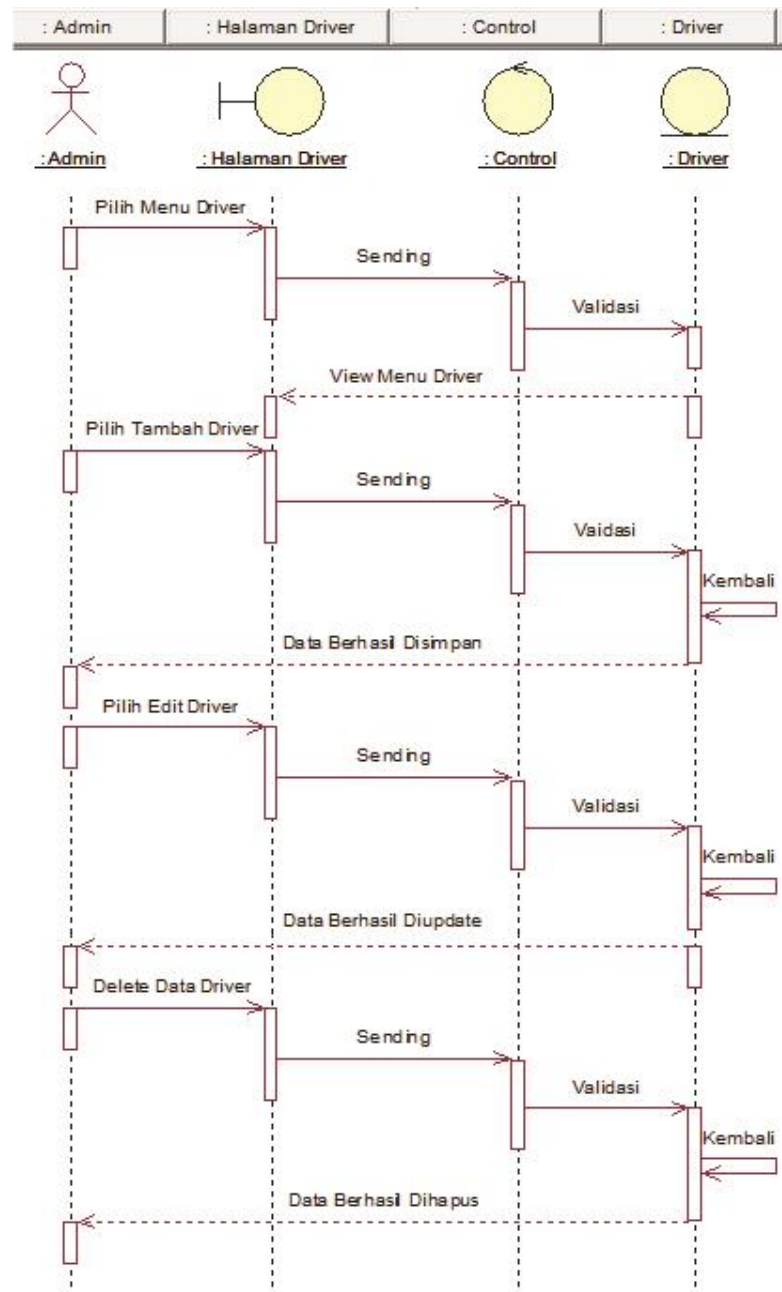 : Admin
: Halaman Driver
: Control
: Driver
: Admin
: Halaman Driver
: Control
: Driver
Pilih Menu Driver
Sending
Validasi
View Menu Driver
Pilih Tambah Driver
Sending
Vaidasi
Kembali
Data Berhasil Disimpan
Pilih Edit Driver
Sending
Validasi
Kembali
Data Berhasil Diupdate
Delete Data Driver
Sending
Validasi
Kembali
Data Berhasil Dihapus